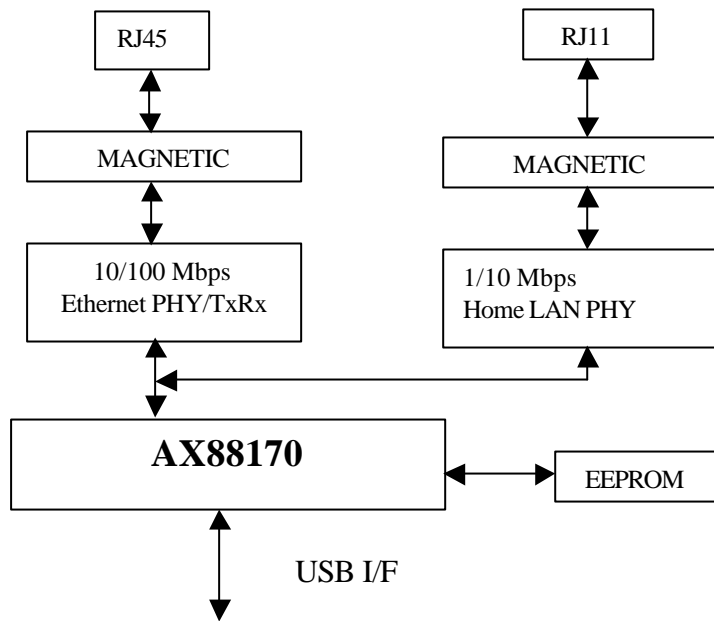 RJ45
RJ11
MAGNETIC
MAGNETIC
10/100 Mbps
Ethernet PHY/TxRx
1/10 Mbps
Home LAN PHY
AX88170
EEPROM
USB I/F